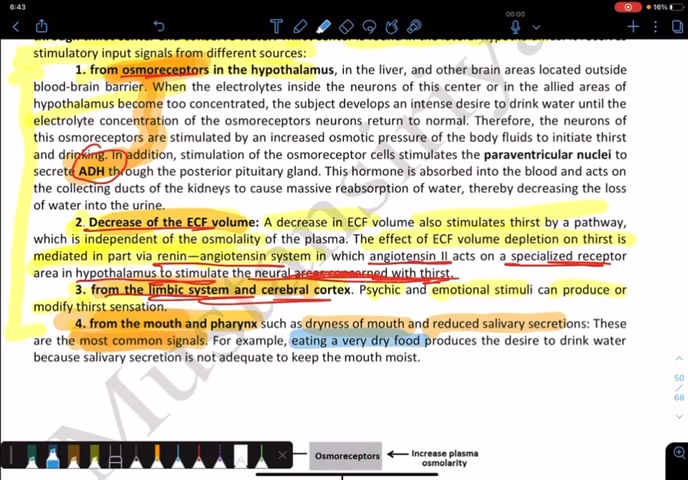 6:43
00:00
16%
stimulatory input signals from different sources:
1. from osmoreceptors in the hypothalamus, in the liver, and other brain areas located outside
blood-brain barrier. When the electrolytes inside the neurons of this center or in the allied areas of
hypothalamus become too concentrated, the subject develops an intense desire to drink water until the
electrolyte concentration of the osmoreceptors neurons return to normal. Therefore, the neurons of
this osmoreceptors are stimulated by an increased osmotic pressure of the body fluids to initiate thirst
and drinking. In addition, stimulation of the osmoreceptor cells stimulates the paraventricular nuclei to
secrete ADH through the posterior pituitary gland. This hormone is absorbed into the blood and acts on
the collecting ducts of the kidneys to cause massive reabsorption of water, thereby decreasing the loss
of water into the urine.
2. Decrease of the ECF volume: A decrease in ECF volume also stimulates thirst by a pathway,
which is independent of the osmolality of the plasma. The effect of ECF volume depletion on thirst is
mediated in part via renin—angiotensin system in which angiotensin II acts on a specialized receptor
area in hypothalamus to stimulate the neural areas concerned with thirst.
3. from the limbic system and cerebral cortex. Psychic and emotional stimuli can produce or
modify thirst sensation.
4. from the mouth and pharynx such as dryness of mouth and reduced salivary secretions: These
are the most common signals. For example, eating a very dry food produces the desire to drink water
because salivary secretion is not adequate to keep the mouth moist.
50
/
68
Osmoreceptors
Increase plasma
osmolarity